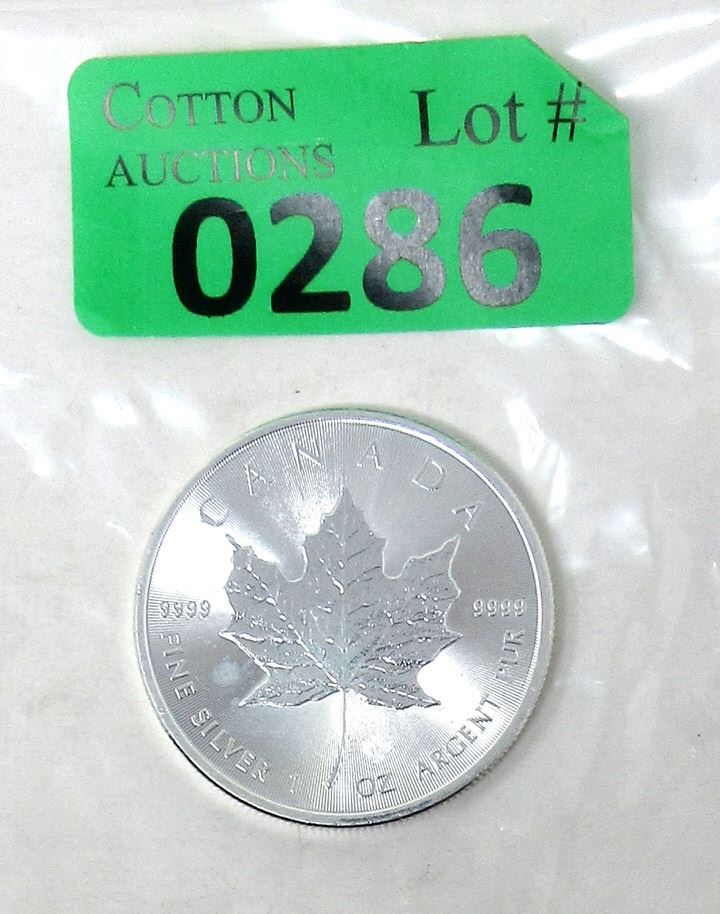 COTTON
AUCTIONS
Lot #
0286
CANADA
9999
9999
FINE SILVER 1 OZ ARGENT PUR